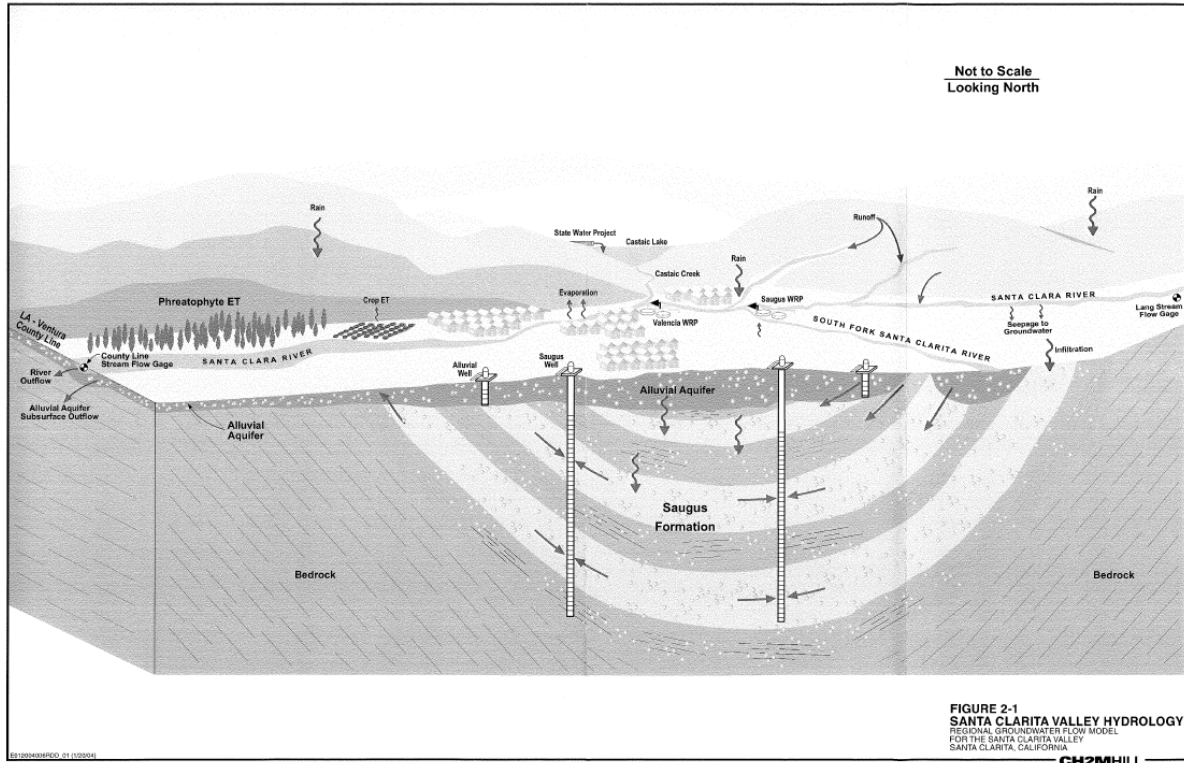 Not to Scale
Looking North
Rain
Rain
Runoff
State Water Project
Castaic Lake
Rain
Castaic Creek
Phreatophyte ET
Crop ET
Evaporation
Saugus WRP
SANTA CLARA RIVER
Lang Stream
Flow Gage
Valencia WRP
Seepage to
Groundwater
LA - Ventura
County Line
SOUTH FORK SANTA CLARITA RIVER
Infiltration
County Line
Stream Flow Gage
SANTA CLARA RIVER
Alluvial
Well
Saugus
Well
River
Outflow
Alluvial Aquifer
Alluvial Aquifer
Subsurface Outflow
Alluvial
Aquifer
Saugus
Formation
Bedrock
Bedrock
FIGURE 2-1
SANTA CLARITA VALLEY HYDROLOGY
REGIONAL GROUNDWATER FLOW MODEL
FOR THE SANTA CLARITA VALLEY
SANTA CLARITA, CALIFORNIA
E012004006RDD_01 (1/20/04)
CH2MHILL